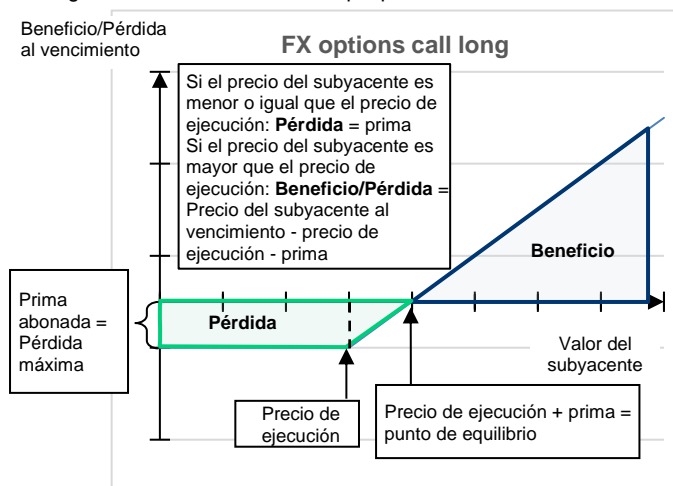 Beneficio/Pérdida
al vencimiento
FX options call long
Si el precio del subyacente es
menor o igual que el precio de
ejecución: Pérdida = prima
Si el precio del subyacente es
mayor que el precio de
ejecución: Beneficio/Pérdida =
Precio del subyacente al
vencimiento - precio de
ejecución - prima
Beneficio
Prima
abonada =
Pérdida
máxima
Pérdida
Valor del
subyacente
Precio de
ejecución
Precio de ejecución + prima =
punto de equilibrio